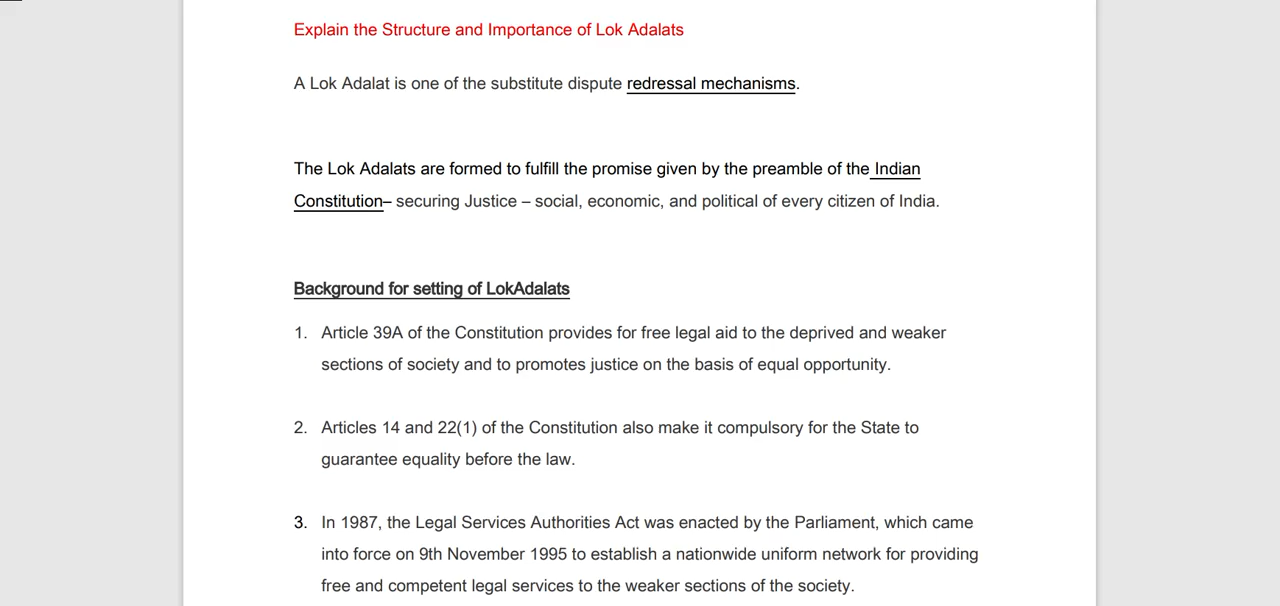 Explain the Structure and Importance of Lok Adalats
A Lok Adalat is one of the substitute dispute redressal mechanisms.
The Lok Adalats are formed to fulfill the promise given by the preamble of the Indian
Constitution– securing Justice – social, economic, and political of every citizen of India.
Background for setting of LokAdalats
1. Article 39A of the Constitution provides for free legal aid to the deprived and weaker
sections of society and to promotes justice on the basis of equal opportunity.
2. Articles 14 and 22(1) of the Constitution also make it compulsory for the State to
guarantee equality before the law.
3. In 1987, the Legal Services Authorities Act was enacted by the Parliament, which came
into force on 9th November 1995 to establish a nationwide uniform network for providing
free and competent legal services to the weaker sections of the society.